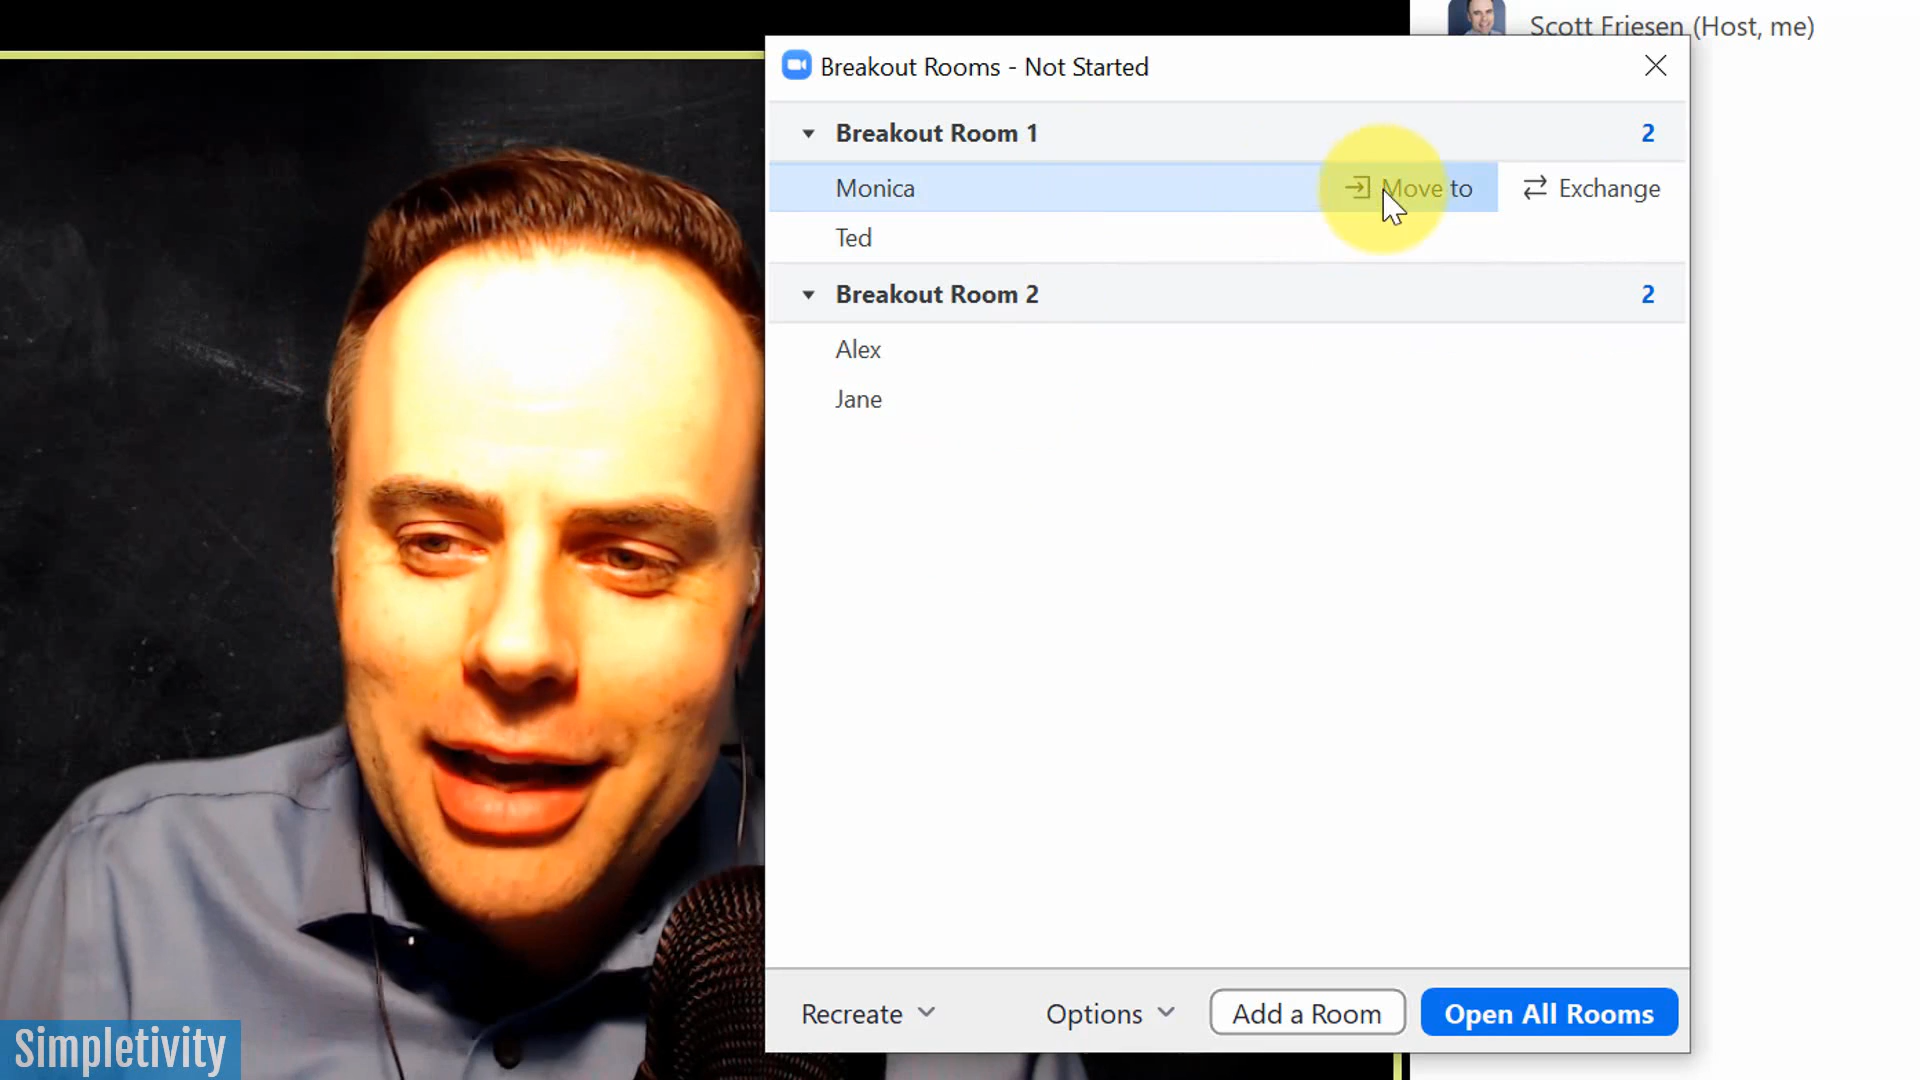 Scott Friesen (Host, me)
Breakout Rooms - Not Started
Breakout Room 1 2
Monica Move to Exchange
Ted
Breakout Room 2 2
Alex
Jane
Recreate Options Add a Room Open All Rooms
Simpletivity